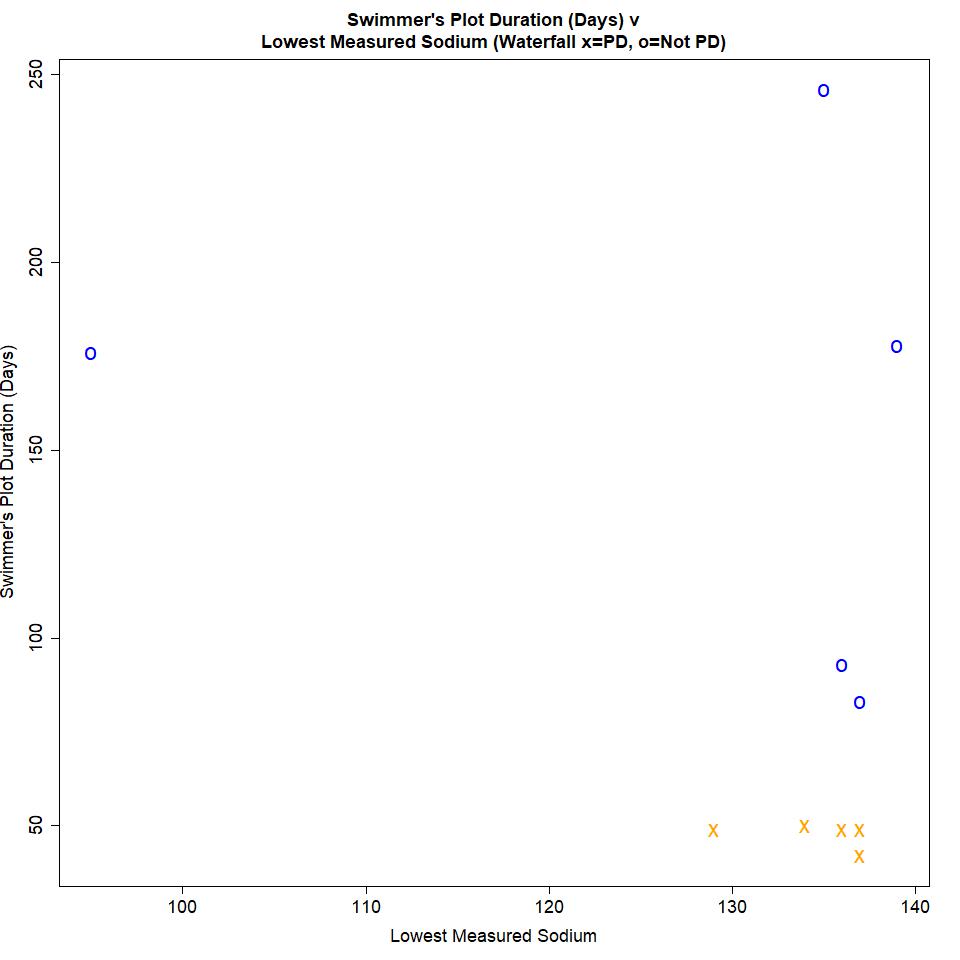 Swimmer's Plot Duration (Days) v
Lowest Measured Sodium (Waterfall x=PD, o=Not PD)
Swimmer's Plot Duration (Days)
250
200
150
100
50
o
o
o
o
o
x
x
x
x
x
100
110
120
130
140
Lowest Measured Sodium